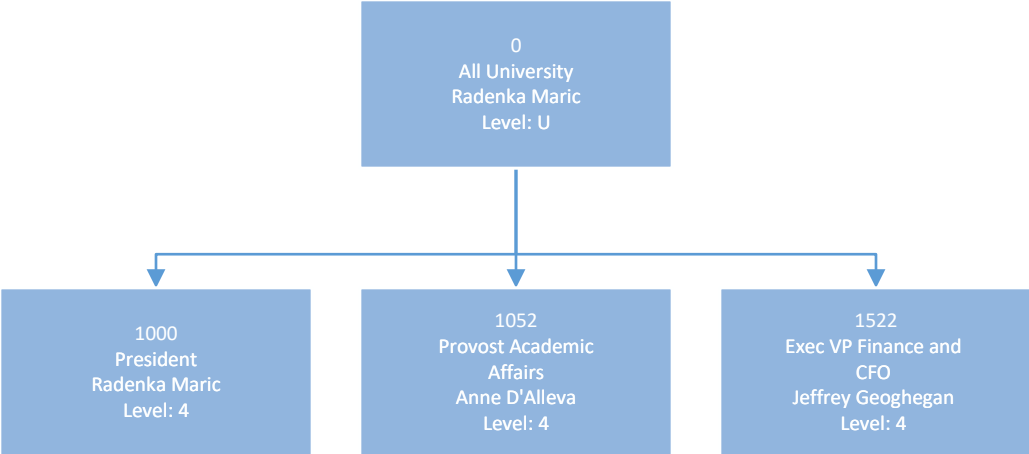 0
All University
Radenka Maric
Level: U
1000
President
Radenka Maric
Level: 4
1052
Provost Academic
Affairs
Anne D'Alleva
Level: 4
1522
Exec VP Finance and
CFO
Jeffrey Geoghegan
Level: 4